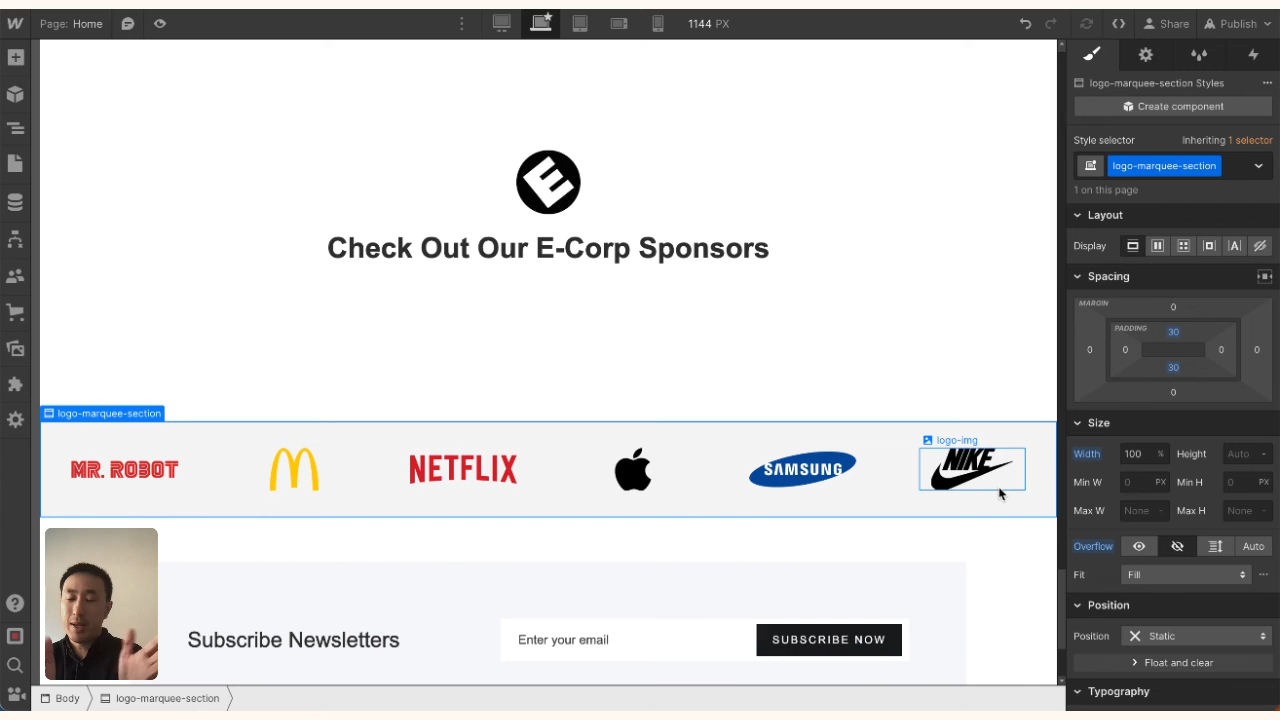 Page: Home
1144 PX
Share
Publish
logo-marquee-section Styles
Create component
Style selector
Inheriting 1 selector
logo-marquee-section
1 on this page
Layout
Display
Spacing
MARGIN
0
PADDING
30
0
0
0
0
30
0
Size
Width
100 %
Height
Auto -
Min W
0 PX
Min H
0 PX
Max W
None -
Max H
None -
Overflow
Auto
Fit
Fill
Position
Position
Static
Float and clear
Typography
Check Out Our E-Corp Sponsors
logo-marquee-section
logo-img
MR. ROBOT
NETFLIX
SAMSUNG
NIKE
Subscribe Newsletters
Enter your email
SUBSCRIBE NOW
Body
logo-marquee-section